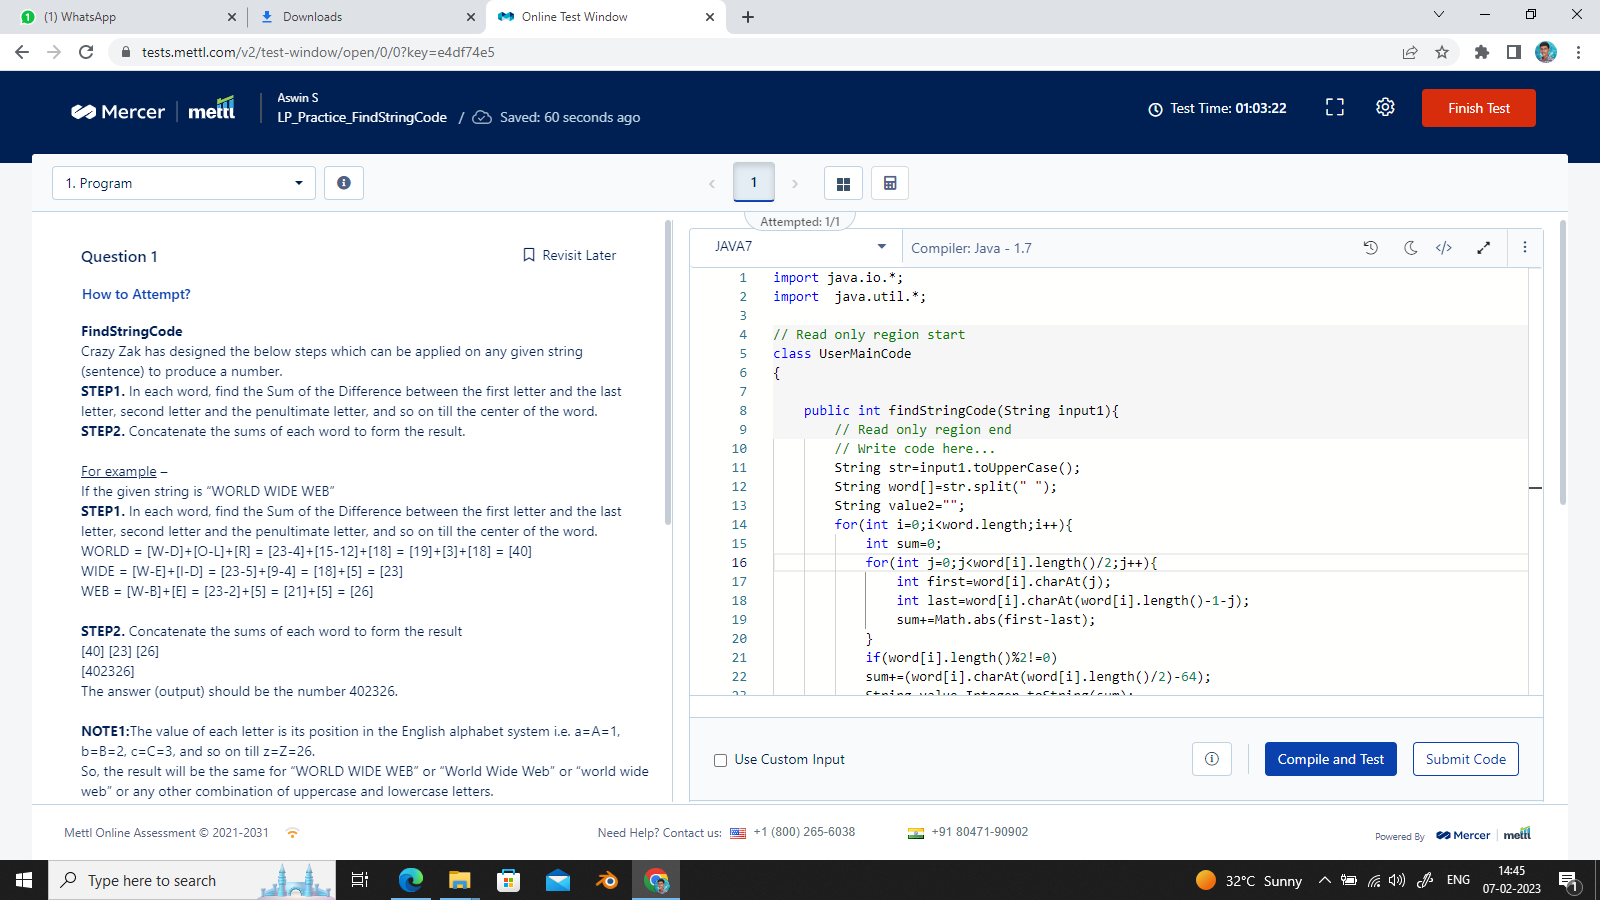 (1) WhatsApp
Downloads
Online Test Window
tests.mettl.com/v2/test-window/open/0/0?key=e4df74e5
Mercer
mettl
Aswin S
LP_Practice_FindStringCode / Saved: 60 seconds ago
Test Time: 01:03:22
Finish Test
1. Program
1
Attempted: 1/1
Question 1
Revisit Later
How to Attempt?
FindStringCode
Crazy Zak has designed the below steps which can be applied on any given string
(sentence) to produce a number.
STEP1. In each word, find the Sum of the Difference between the first letter and the last
letter, second letter and the penultimate letter, and so on till the center of the word.
STEP2. Concatenate the sums of each word to form the result.
For example –
If the given string is “WORLD WIDE WEB”
STEP1. In each word, find the Sum of the Difference between the first letter and the last
letter, second letter and the penultimate letter, and so on till the center of the word.
WORLD = [W-D]+[O-L]+[R] = [23-4]+[15-12]+[18] = [19]+[3]+[18] = [40]
WIDE = [W-E]+[I-D] = [23-5]+[9-4] = [18]+[5] = [23]
WEB = [W-B]+[E] = [23-2]+[5] = [21]+[5] = [26]
STEP2. Concatenate the sums of each word to form the result
[40] [23] [26]
[402326]
The answer (output) should be the number 402326.
NOTE1:The value of each letter is its position in the English alphabet system i.e. a=A=1,
b=B=2, c=C=3, and so on till z=Z=26.
So, the result will be the same for “WORLD WIDE WEB” or “World Wide Web” or “world wide
web” or any other combination of uppercase and lowercase letters.
JAVA7
Compiler: Java - 1.7
1 import java.io.*;
2 import  java.util.*;
3
4 // Read only region start
5 class UserMainCode
6 {
7
8 public int findStringCode(String input1){
9 // Read only region end
10 // Write code here...
11 String str=input1.toUpperCase();
12 String word[]=str.split(" ");
13 String value2="";
14 for(int i=0;i<word.length;i++){
15 int sum=0;
16 for(int j=0;j<word[i].length()/2;j++){
17 int first=word[i].charAt(j);
18 int last=word[i].charAt(word[i].length()-1-j);
19 sum+=Math.abs(first-last);
20 }
21 if(word[i].length()%2!=0)
22 sum+=(word[i].charAt(word[i].length()/2)-64);
23 String value=Integer.toString(sum);
Use Custom Input
Compile and Test
Submit Code
Mettl Online Assessment © 2021-2031
Need Help? Contact us: +1 (800) 265-6038
+91 80471-90902
Powered By Mercer mettl
Type here to search
32°C Sunny
ENG
14:45
07-02-2023
1